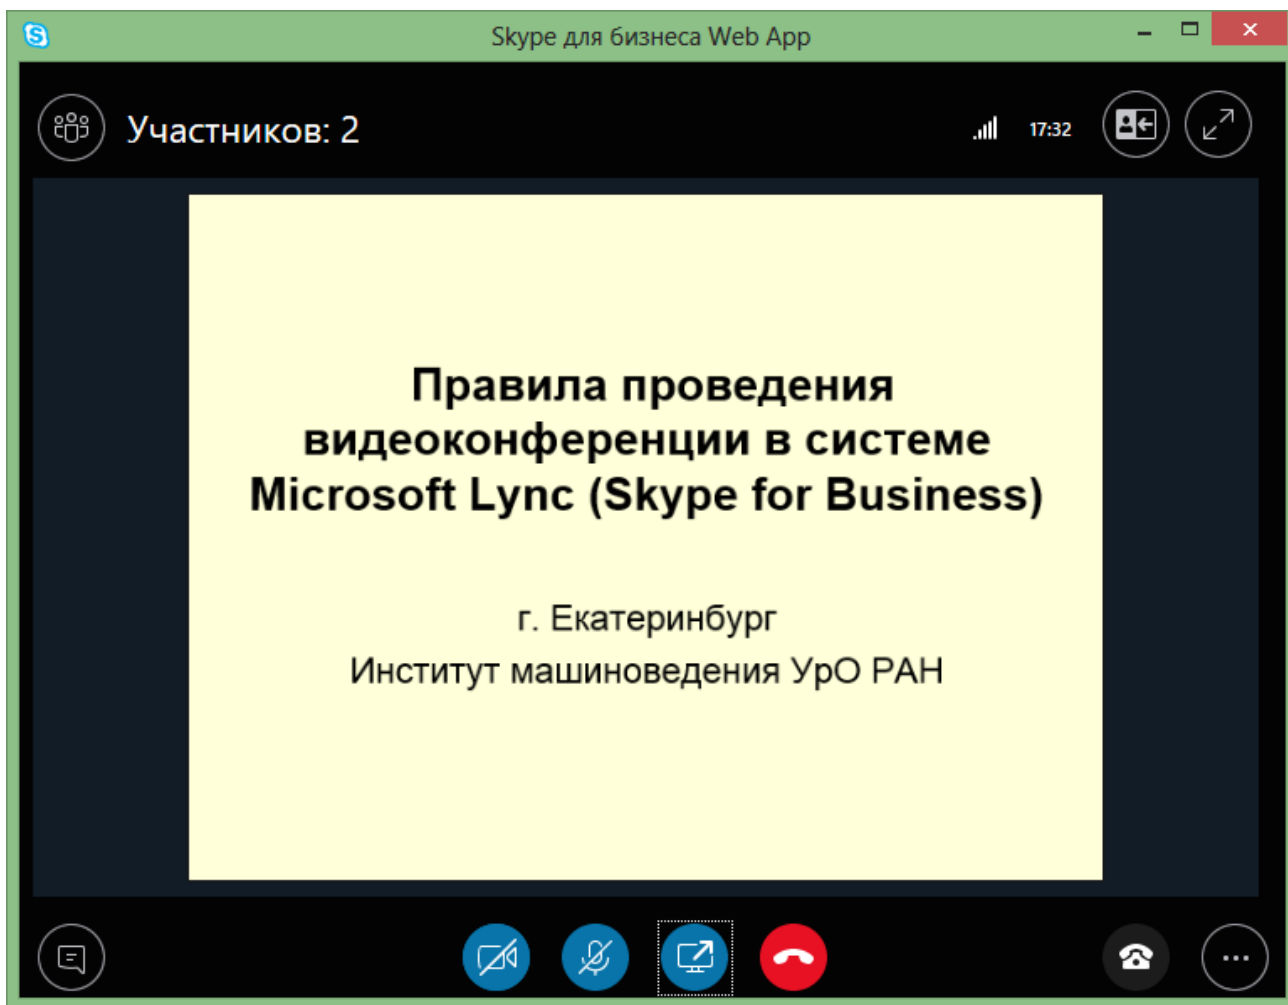 Skype для бизнеса Web App
Участников: 2
17:32
Правила проведения
видеоконференции в системе
Microsoft Lync (Skype for Business)
г. Екатеринбург
Институт машиноведения УрО РАН